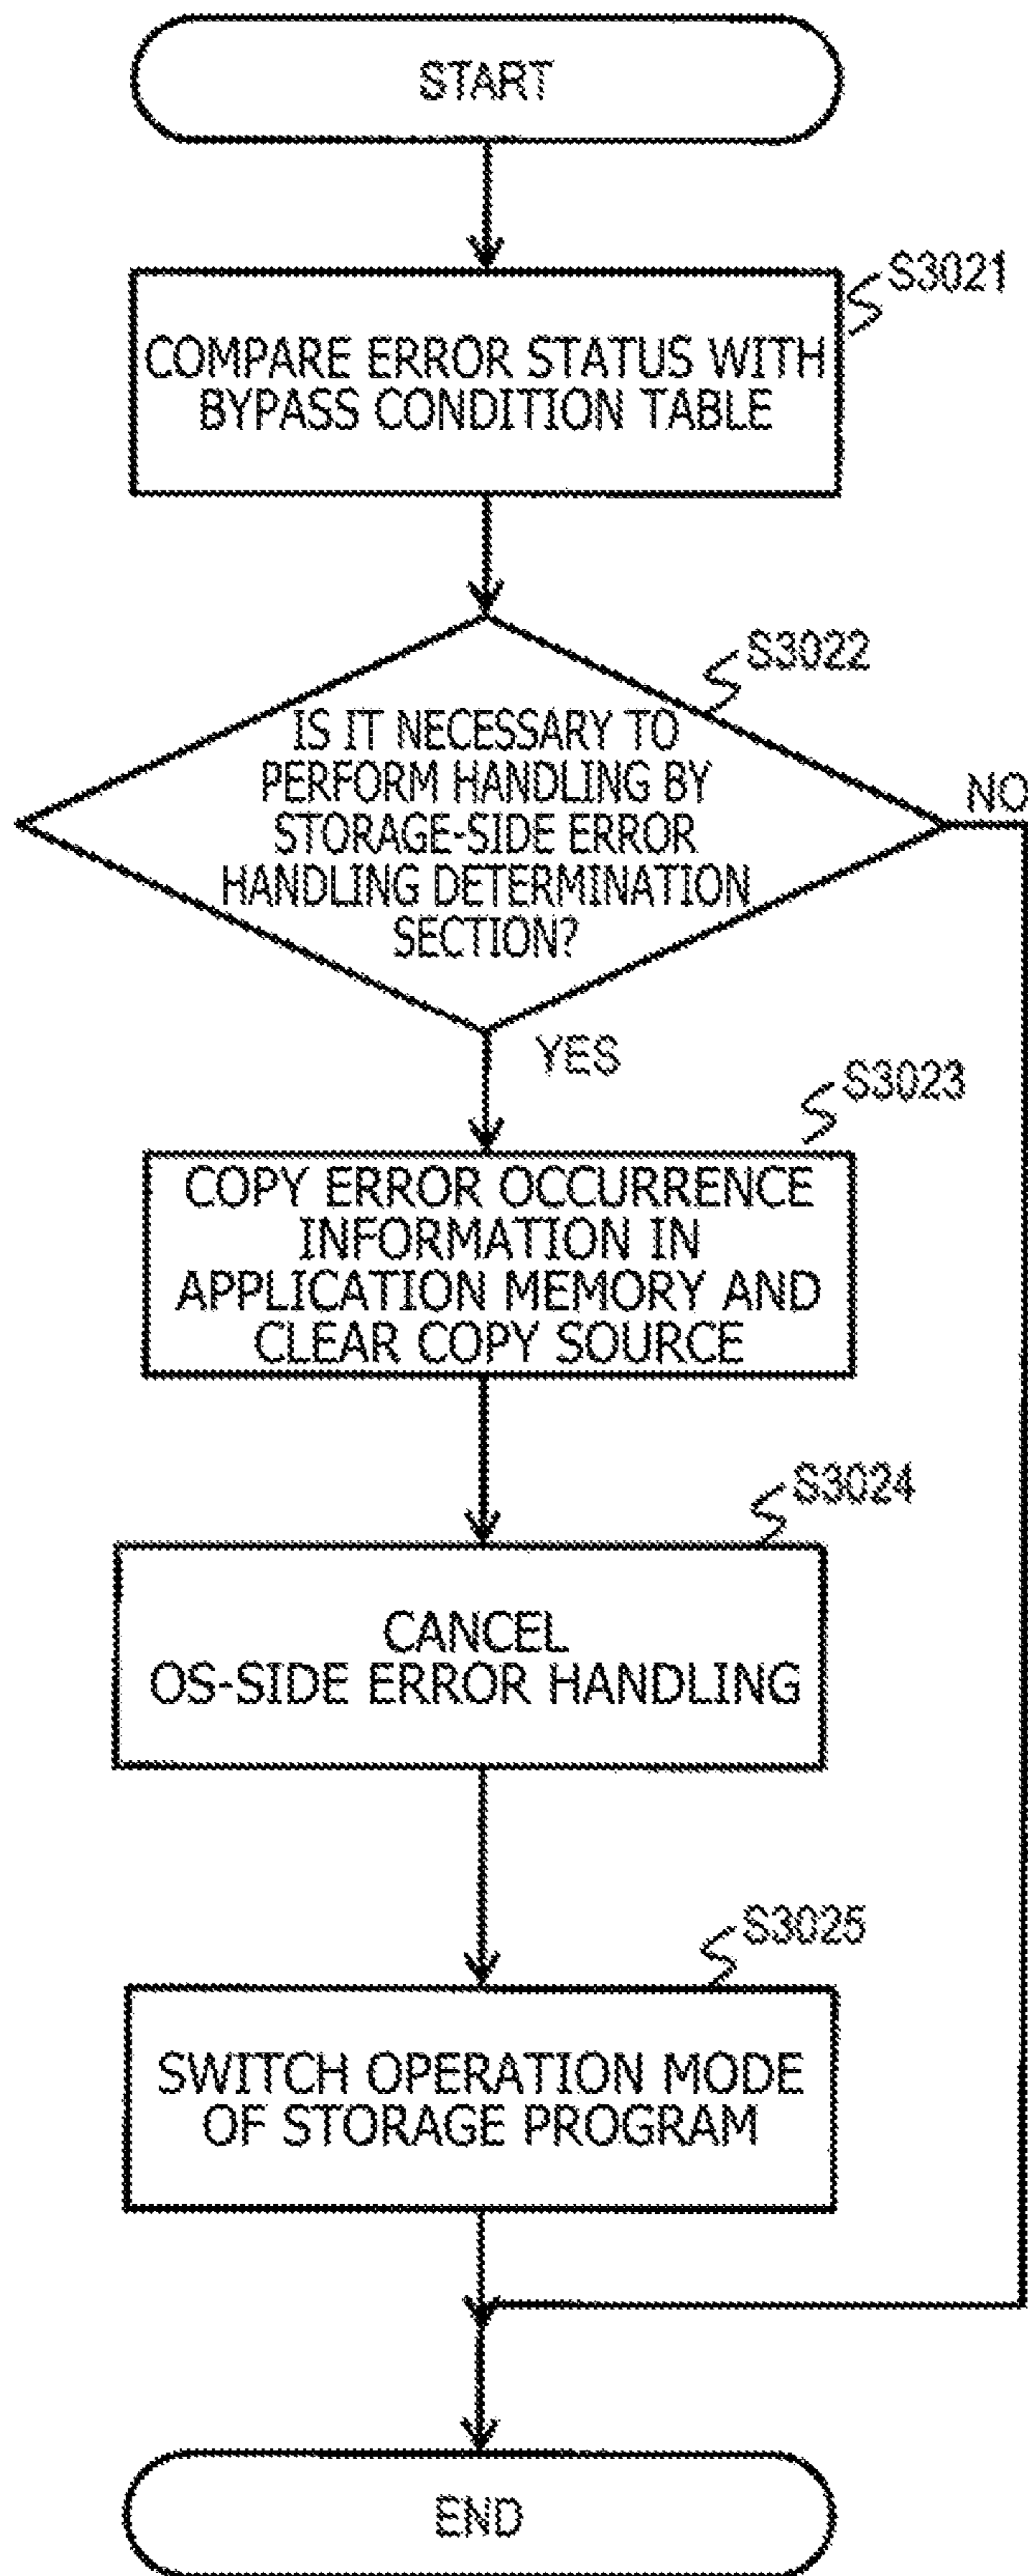 START
S3021
COMPARE ERROR STATUS WITH
BYPASS CONDITION TABLE
S3022
IS IT NECESSARY TO
PERFORM HANDLING BY
STORAGE-SIDE ERROR
HANDLING DETERMINATION
SECTION?
NO
YES
S3023
COPY ERROR OCCURRENCE
INFORMATION IN
APPLICATION MEMORY AND
CLEAR COPY SOURCE
S3024
CANCEL
OS-SIDE ERROR HANDLING
S3025
SWITCH OPERATION MODE
OF STORAGE PROGRAM
END